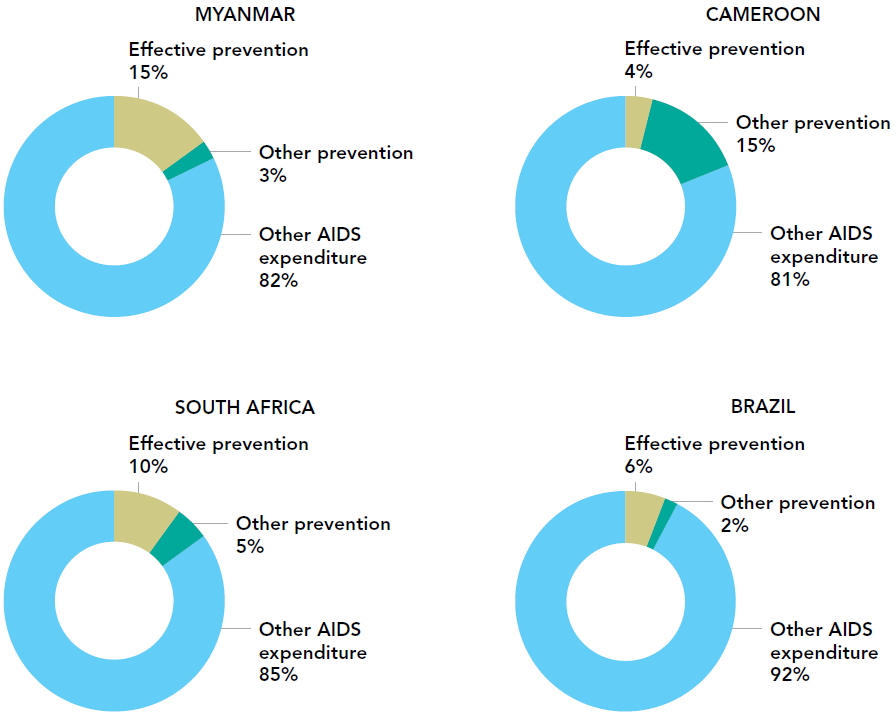 MYANMAR
Effective prevention
15%
Other prevention
3%
Other AIDS
expenditure
82%
CAMEROON
Effective prevention
4%
Other prevention
15%
Other AIDS
expenditure
81%
SOUTH AFRICA
Effective prevention
10%
Other prevention
5%
Other AIDS
expenditure
85%
BRAZIL
Effective prevention
6%
Other prevention
2%
Other AIDS
expenditure
92%